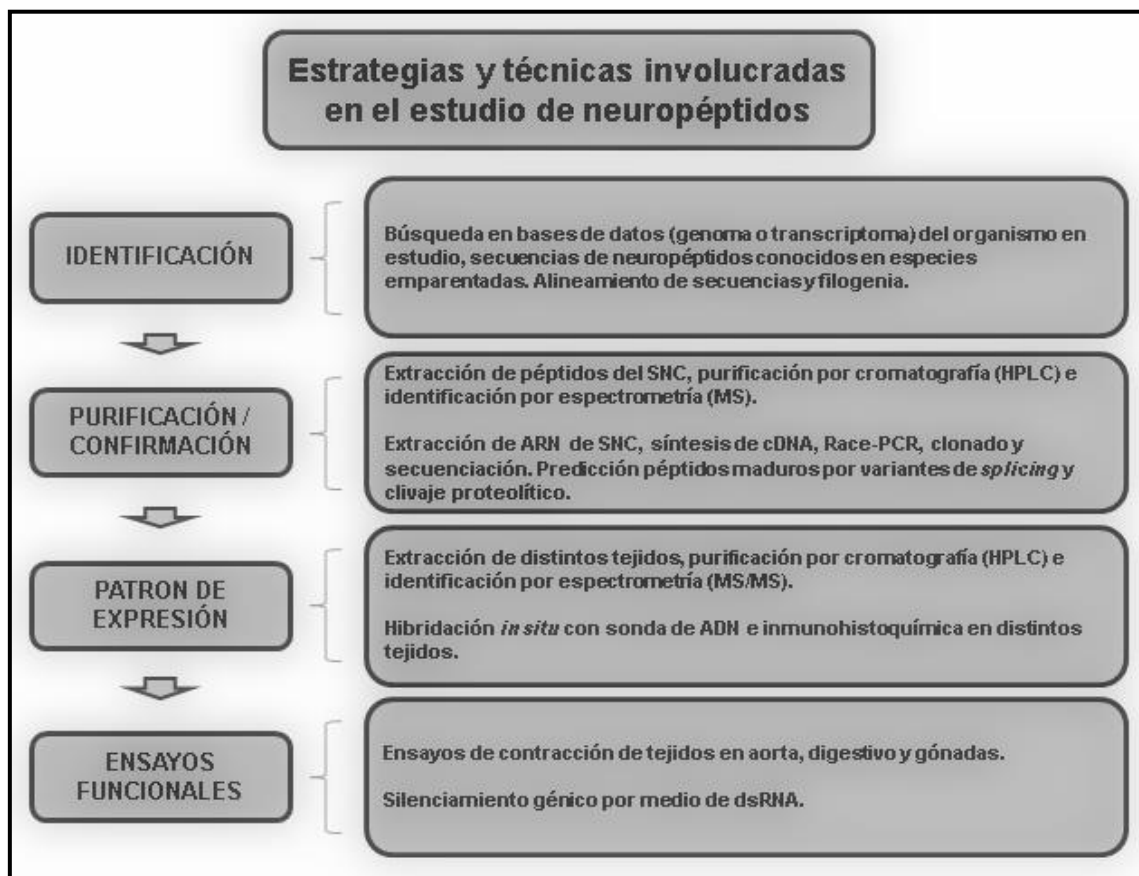 Estrategias y técnicas involucradas
en el estudio de neuropéptidos
IDENTIFICACIÓN
Búsqueda en bases de datos (genoma o transcriptoma) del organismo en
estudio, secuencias de neuropéptidos conocidos en especies
emparentadas. Alineamiento de secuencias y filogenia.
PURIFICACIÓN /
CONFIRMACIÓN
Extracción de péptidos del SNC, purificación por cromatografía (HPLC) e
identificación por espectrometría (MS).
Extracción de ARN de SNC, síntesis de cDNA, Race-PCR, clonado y
secuenciación. Predicción péptidos maduros por variantes de splicing y
clivaje proteolítico.
PATRON DE
EXPRESIÓN
Extracción de distintos tejidos, purificación por cromatografía (HPLC) e
identificación por espectrometría (MS/MS).
Hibridación in situ con sonda de ADN e inmunohistoquímica en distintos
tejidos.
ENSAYOS
FUNCIONALES
Ensayos de contracción de tejidos en aorta, digestivo y gónadas.
Silenciamiento génico por medio de dsRNA.